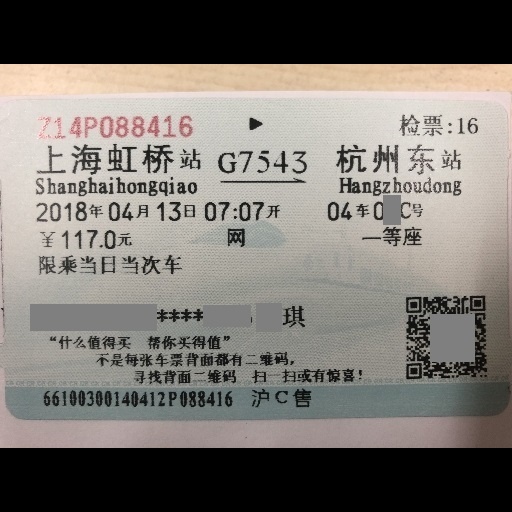 Z14P088416 检票:16
上海虹桥站 G7543 杭州东站
Shanghaihongqiao Hangzhoudong
2018年04月13日07:07开 04车0 C号
￥117.0元 网 一等座
限乘当日当次车
**** 琪
“什么值得买 帮你买得值”
不是每张车票背面都有二维码,
寻找背面二维码 扫一扫或有惊喜!
66100300140412P088416 沪C售